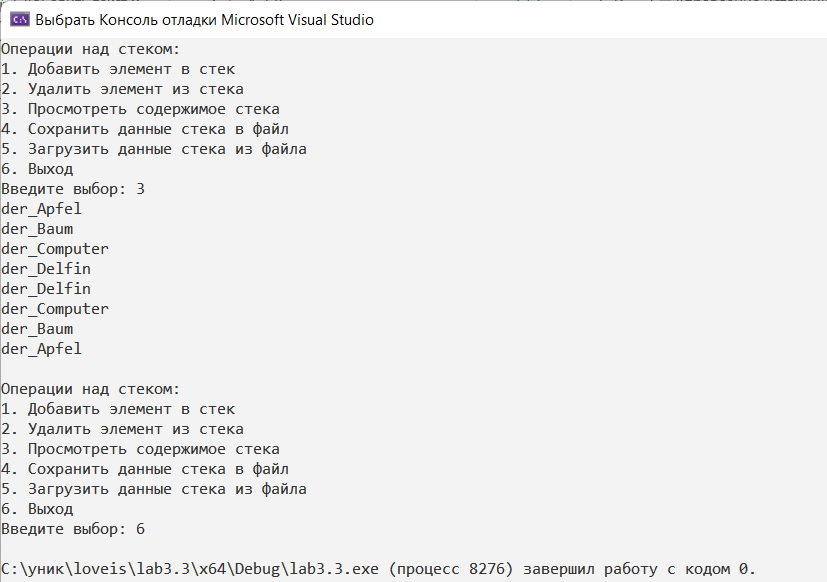 Выбрать Консоль отладки Microsoft Visual Studio
Операции над стеком:
1. Добавить элемент в стек
2. Удалить элемент из стека
3. Просмотреть содержимое стека
4. Сохранить данные стека в файл
5. Загрузить данные стека из файла
6. Выход
Введите выбор: 3
der_Apfel
der_Baum
der_Computer
der_Delfin
der_Delfin
der_Computer
der_Baum
der_Apfel
Операции над стеком:
1. Добавить элемент в стек
2. Удалить элемент из стека
3. Просмотреть содержимое стека
4. Сохранить данные стека в файл
5. Загрузить данные стека из файла
6. Выход
Введите выбор: 6
C:\уник\loveis\lab3.3\x64\Debug\lab3.3.exe (процесс 8276) завершил работу с кодом 0.